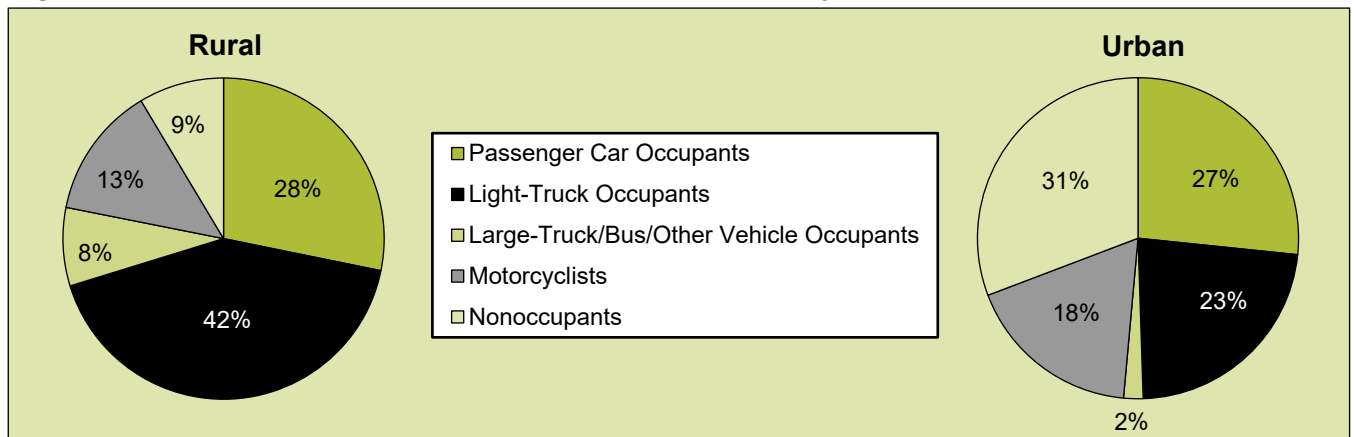 Rural
9%
28%
13%
8%
42%
Passenger Car Occupants
Light-Truck Occupants
Large-Truck/Bus/Other Vehicle Occupants
Motorcyclists
Nonoccupants
Urban
31%
27%
18%
23%
2%